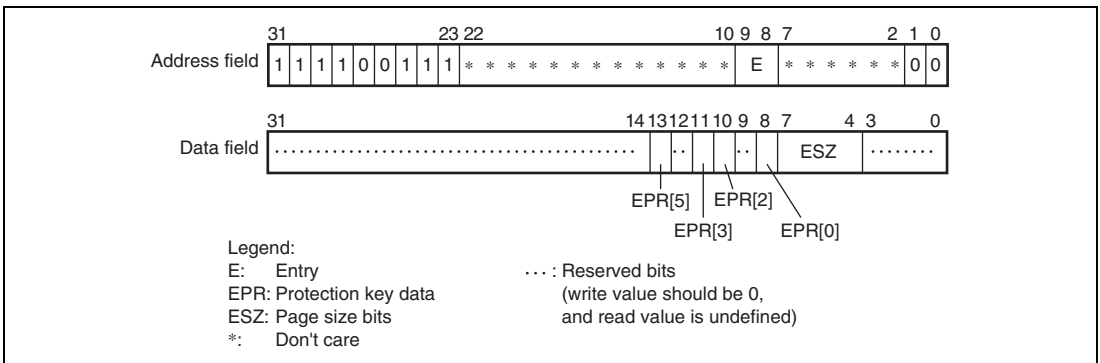 31 23 22 10 9 8 7 2 1 0
Address field 1 1 1 1 0 0 1 1 1 * * * * * * * * * * * * * E * * * * * * 0 0
31 14 13 12 11 10 9 8 7 4 3 0
Data field ESZ
EPR[5] EPR[2]
EPR[3] EPR[0]
Legend:
E: Entry ··· : Reserved bits
EPR: Protection key data (write value should be 0,
ESZ: Page size bits and read value is undefined)
*: Don't care